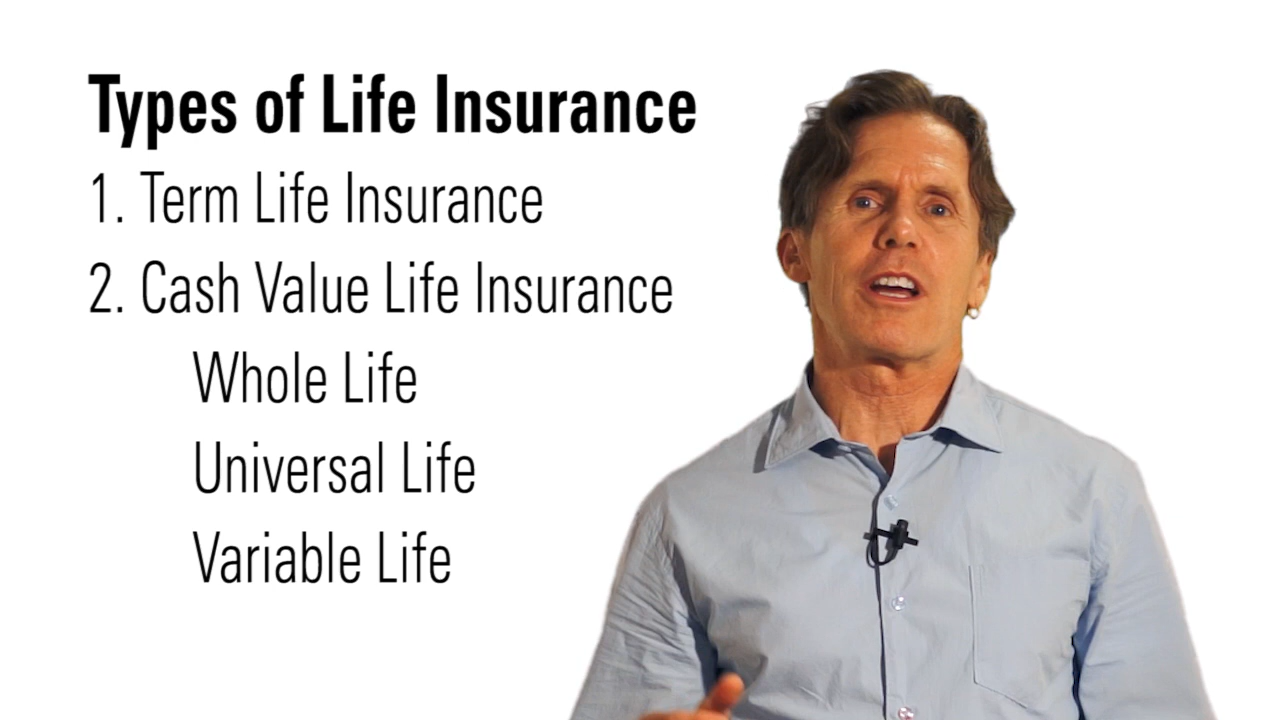 Types of Life Insurance
1. Term Life Insurance
2. Cash Value Life Insurance
Whole Life
Universal Life
Variable Life